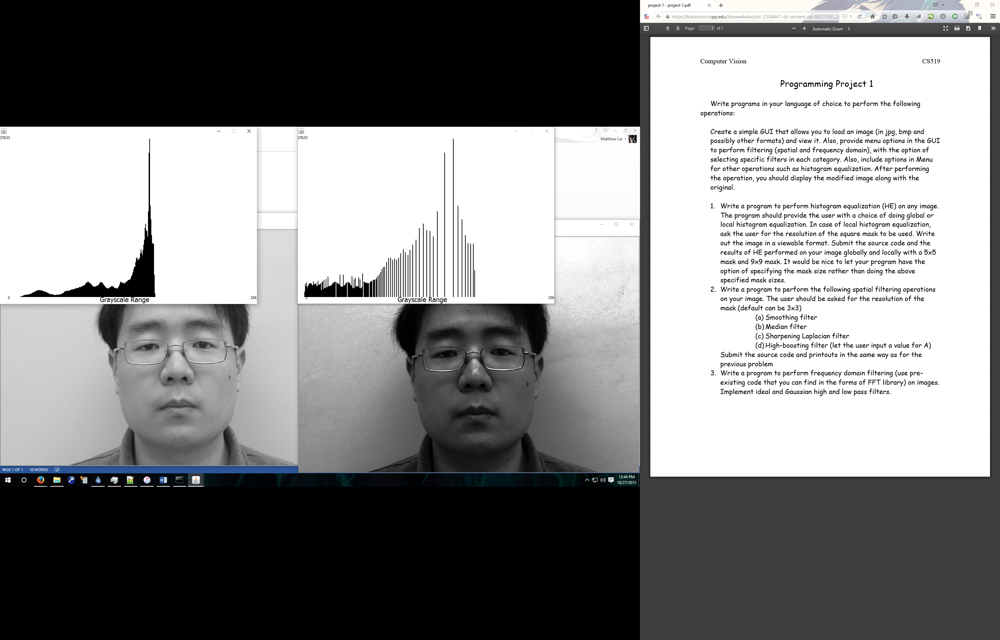 37633
0
Grayscale Range
256
37633
0
Grayscale Range
256
Matthew Lai
PAGE 1 OF 1 10 WORDS
12:44 PM
10/27/2015
project-1 - project-1.pdf
https://blackboard.cpp.edu/bbcswebdav/pid-2558441-dt-content-rid-8577530_2/
Page: 1 of 1
Automatic Zoom
Computer Vision CS519
Programming Project 1
Write programs in your language of choice to perform the following
operations:
Create a simple GUI that allows you to load an image (in jpg, bmp and
possibly other formats) and view it. Also, provide menu options in the GUI
to perform filtering (spatial and frequency domain), with the option of
selecting specific filters in each category. Also, include options in Menu
for other operations such as histogram equalization. After performing
the operation, you should display the modified image along with the
original.
1. Write a program to perform histogram equalization (HE) on any image.
The program should provide the user with a choice of doing global or
local histogram equalization. In case of local histogram equalization,
ask the user for the resolution of the square mask to be used. Write
out the image in a viewable format. Submit the source code and the
results of HE performed on your image globally and locally with a 5x5
mask and 9x9 mask. It would be nice to let your program have the
option of specifying the mask size rather than doing the above
specified mask sizes.
2. Write a program to perform the following spatial filtering operations
on your image. The user should be asked for the resolution of the
mask (default can be 3x3)
(a) Smoothing filter
(b) Median filter
(c) Sharpening Laplacian filter
(d) High-boosting filter (let the user input a value for A)
Submit the source code and printouts in the same way as for the
previous problem
3. Write a program to perform frequency domain filtering (use pre-
existing code that you can find in the forms of FFT library) on images.
Implement ideal and Gaussian high and low pass filters.